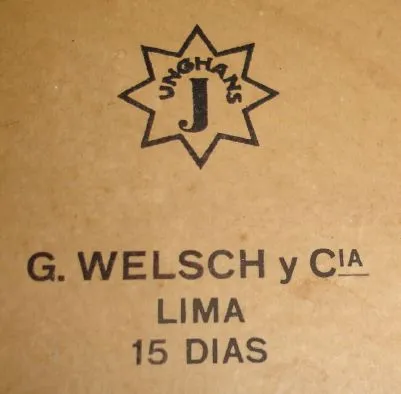 JUNGHANS
G. WELSCH y CIA
LIMA
15 DIAS